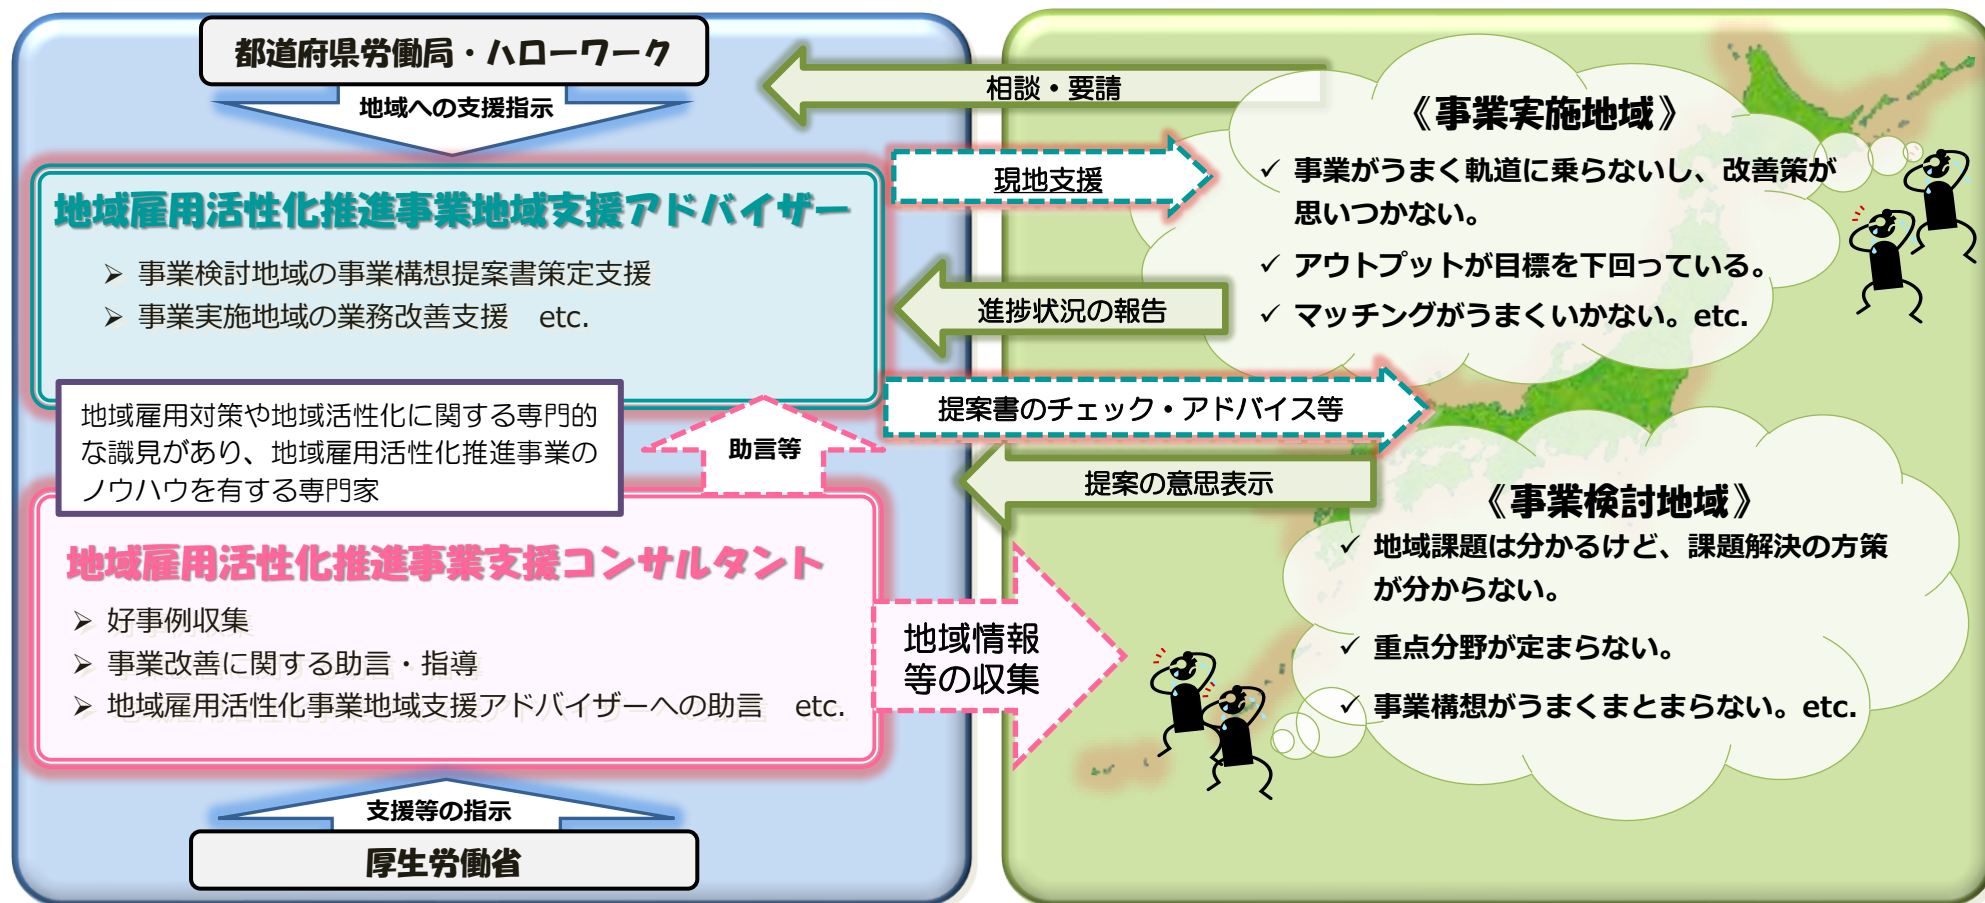 都道府県労働局・ハローワーク
地域への支援指示
地域雇用活性化推進事業地域支援アドバイザー
➢ 事業検討地域の事業構想提案書策定支援
➢ 事業実施地域の業務改善支援　etc.
地域雇用対策や地域活性化に関する専門的
な識見があり、地域雇用活性化推進事業の
ノウハウを有する専門家
助言等
地域雇用活性化推進事業支援コンサルタント
➢ 好事例収集
➢ 事業改善に関する助言・指導
➢ 地域雇用活性化事業地域支援アドバイザーへの助言　etc.
支援等の指示
厚生労働省
相談・要請
現地支援
進捗状況の報告
提案書のチェック・アドバイス等
提案の意思表示
地域情報
等の収集
《事業実施地域》
✓ 事業がうまく軌道に乗らないし、改善策が
思いつかない。
✓ アウトプットが目標を下回っている。
✓ マッチングがうまくいかない。etc.
《事業検討地域》
✓ 地域課題は分かるけど、課題解決の方策
が分からない。
✓ 重点分野が定まらない。
✓ 事業構想がうまくまとまらない。etc.